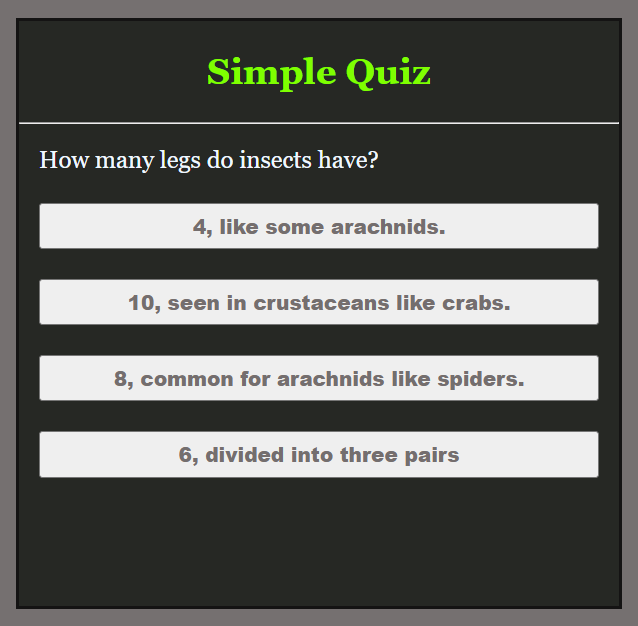 Simple Quiz
How many legs do insects have?
4, like some arachnids.
10, seen in crustaceans like crabs.
8, common for arachnids like spiders.
6, divided into three pairs